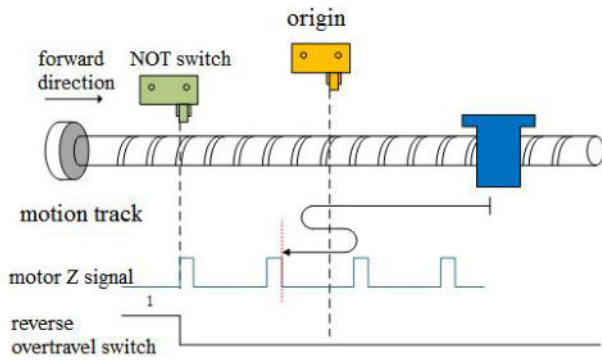 origin
forward
direction
NOT switch
motion track
motor Z signal
1
reverse
overtravel switch